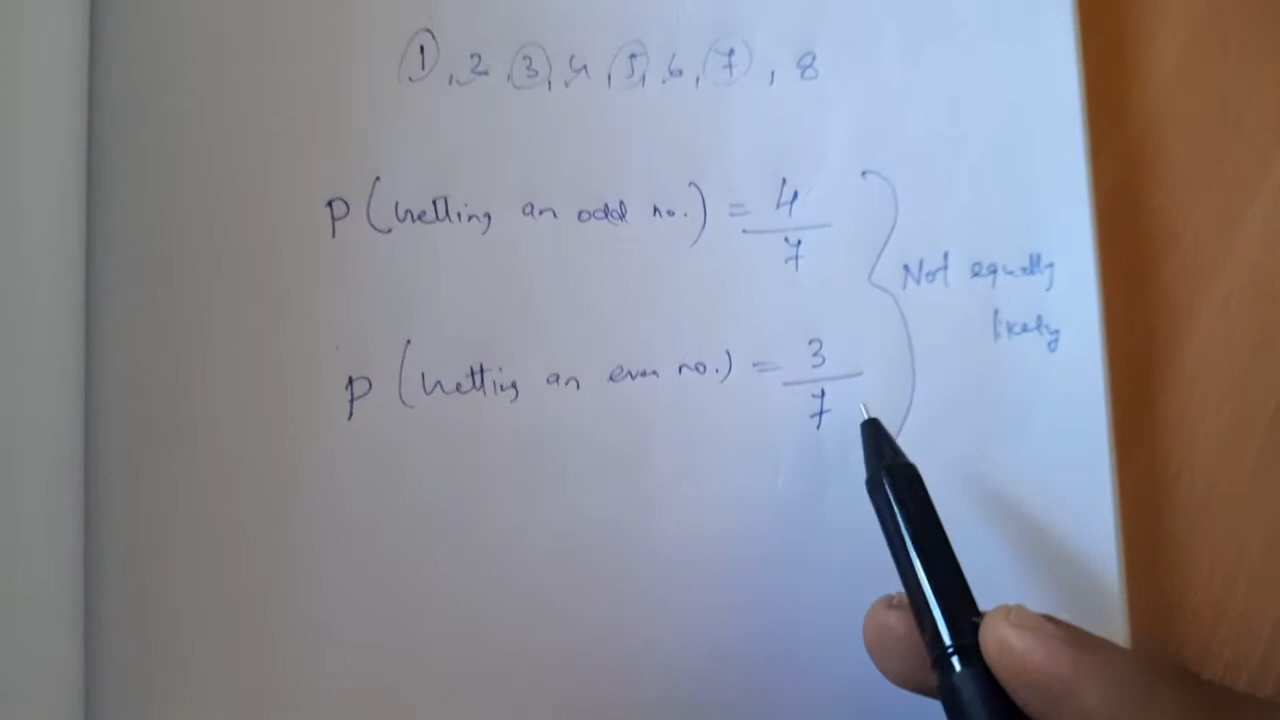 1, 2, 3, 4, 5, 6, 7, 8
P (Getting an odd no.) = 4/7
Not equally
likely
P (Getting an even no.) = 3/7